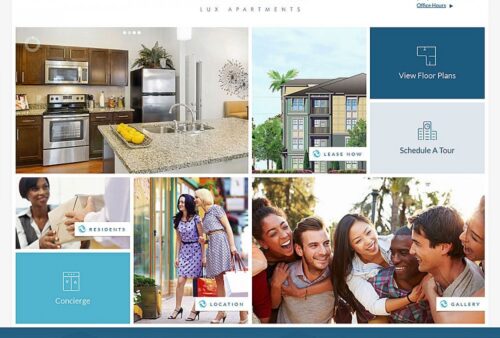 LUX APARTMENTS
Office Hours
View Floor Plans
LEASE NOW
Schedule A Tour
RESIDENTS
Concierge
LOCATION
GALLERY